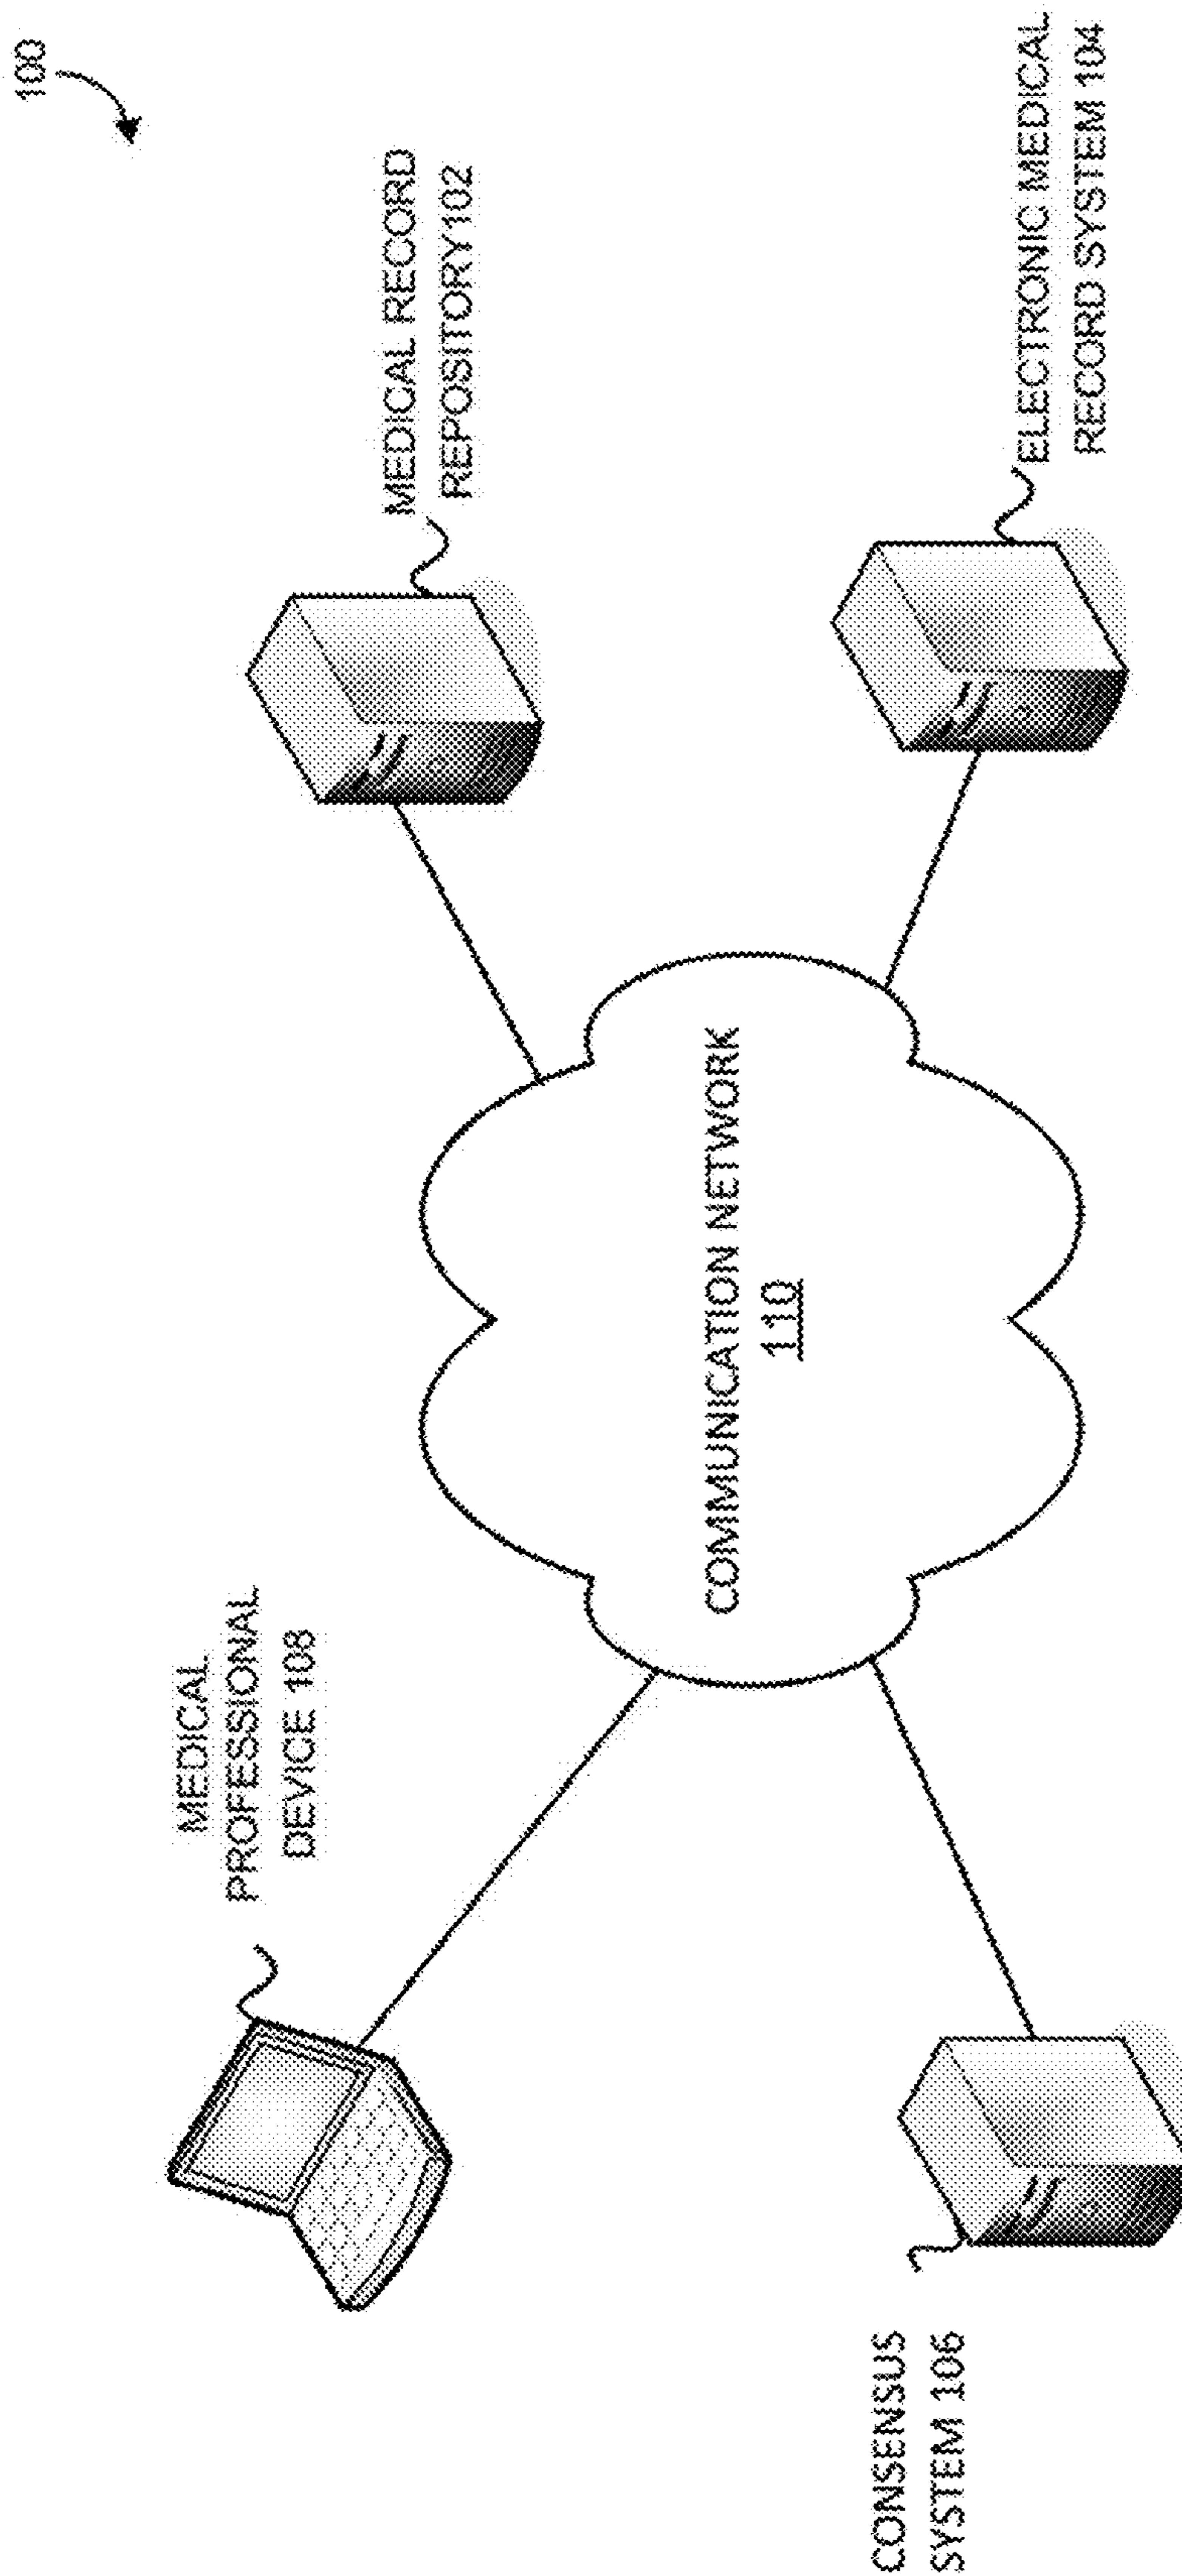 100
MEDICAL
PROFESSIONAL
DEVICE 108
MEDICAL RECORD
REPOSITORY102
COMMUNICATION NETWORK
110
CONSENSUS
SYSTEM 106
ELECTRONIC MEDICAL
RECORD SYSTEM 104